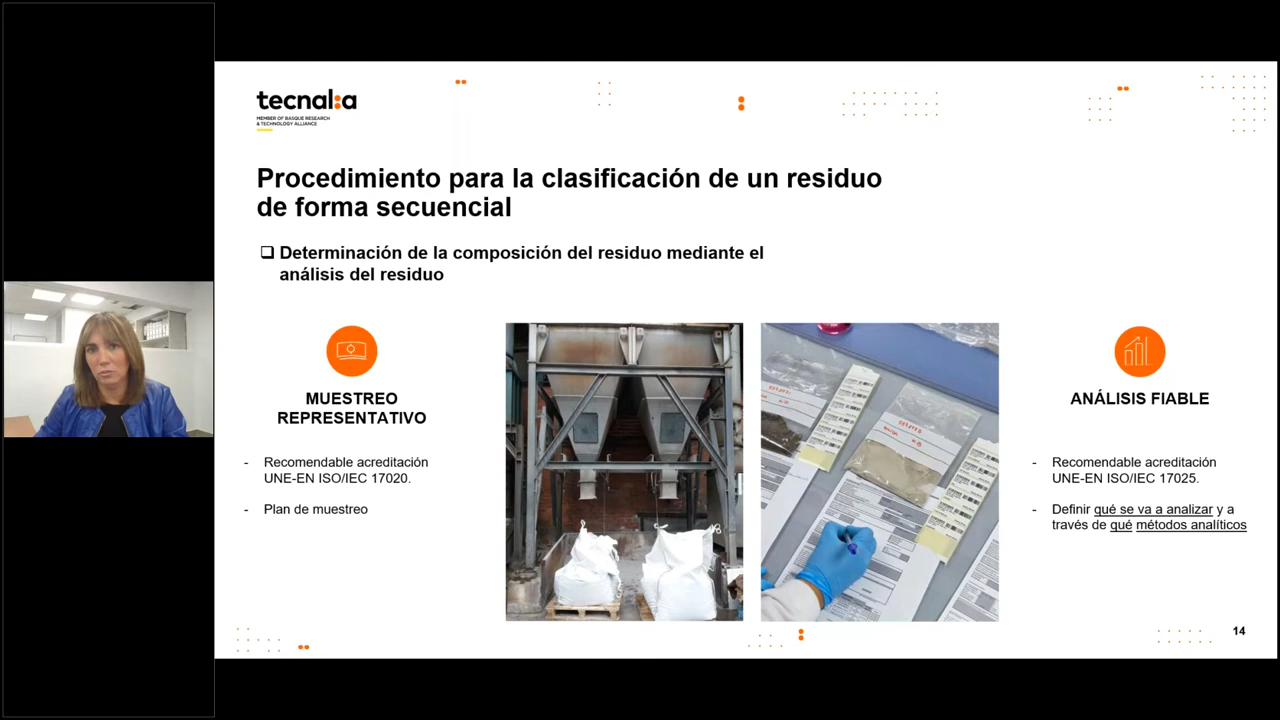 tecnal:a
MEMBER OF BASQUE RESEARCH
& TECHNOLOGY ALLIANCE
Procedimiento para la clasificación de un residuo
de forma secuencial
❑ Determinación de la composición del residuo mediante el
análisis del residuo
MUESTREO
REPRESENTATIVO
- Recomendable acreditación
UNE-EN ISO/IEC 17020.
- Plan de muestreo
ANÁLISIS FIABLE
- Recomendable acreditación
UNE-EN ISO/IEC 17025.
- Definir qué se va a analizar y a
través de qué métodos analíticos
14